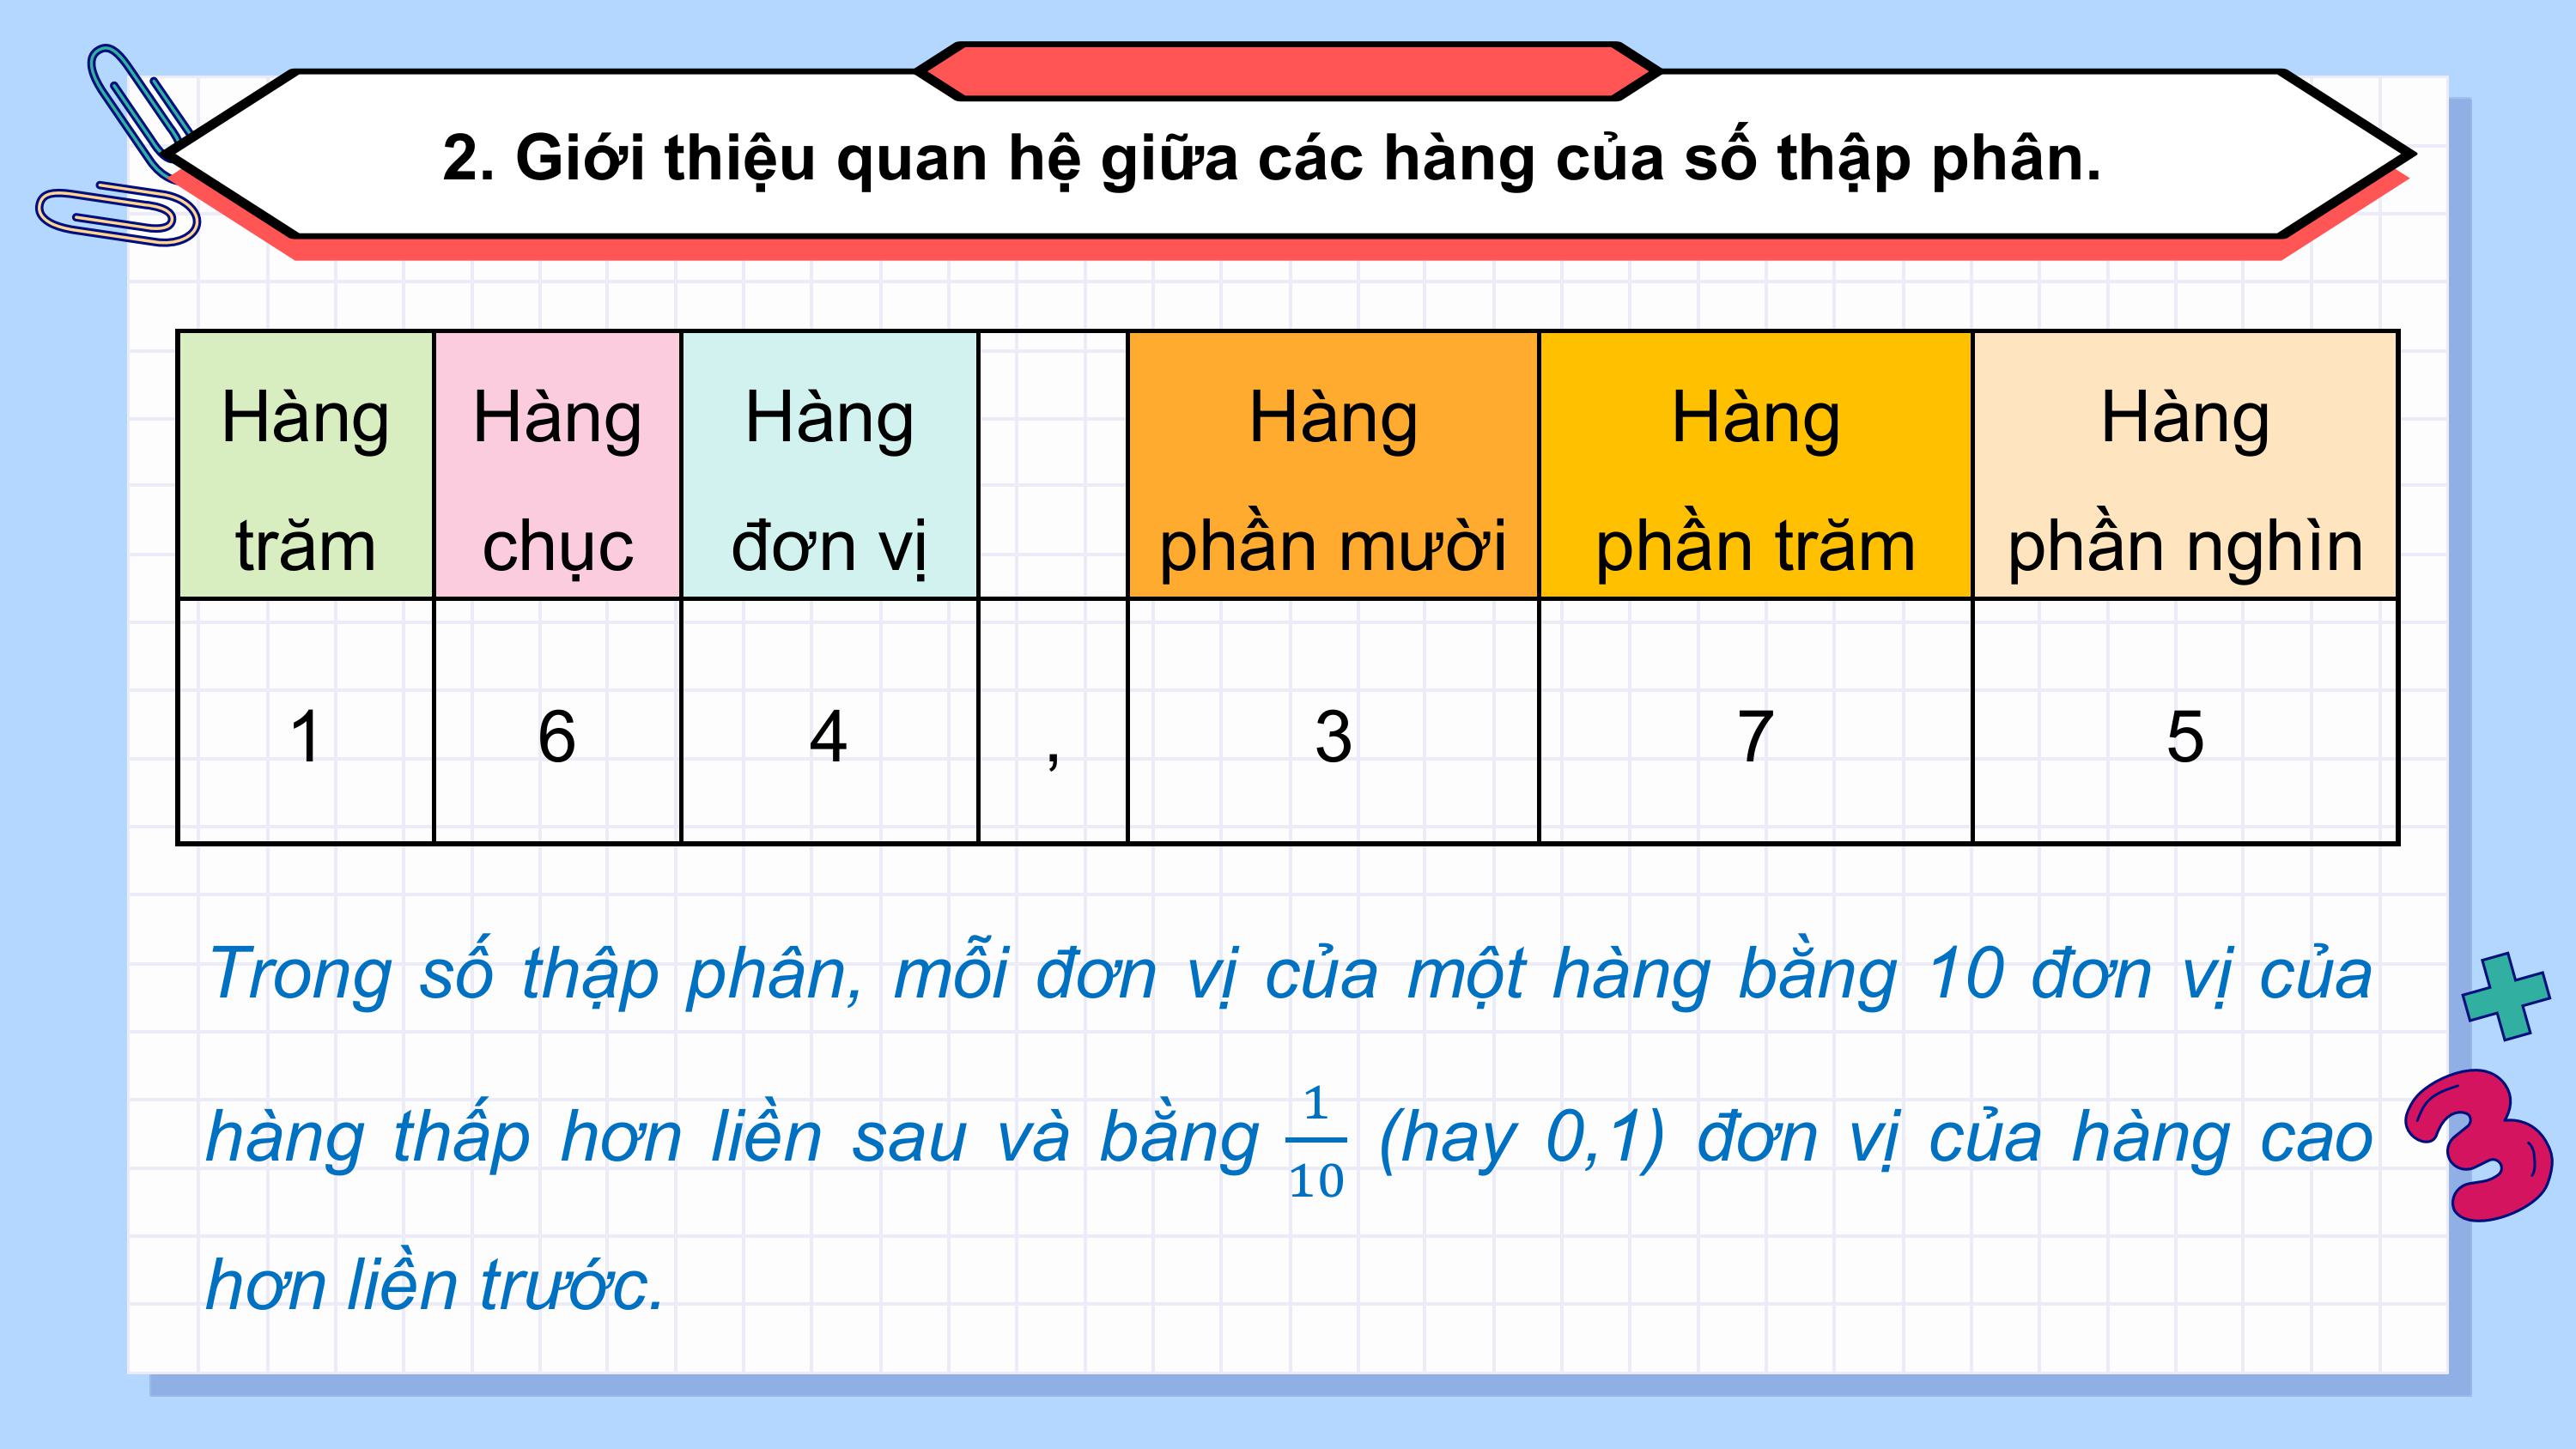 2. Giới thiệu quan hệ giữa các hàng của số thập phân.
Hàng trăm Hàng chục Hàng đơn vị Hàng phần mười Hàng phần trăm Hàng phần nghìn
1 6 4 , 3 7 5
Trong số thập phân, mỗi đơn vị của một hàng bằng 10 đơn vị của
hàng thấp hơn liền sau và bằng 1/10 (hay 0,1) đơn vị của hàng cao
hơn liền trước.
3